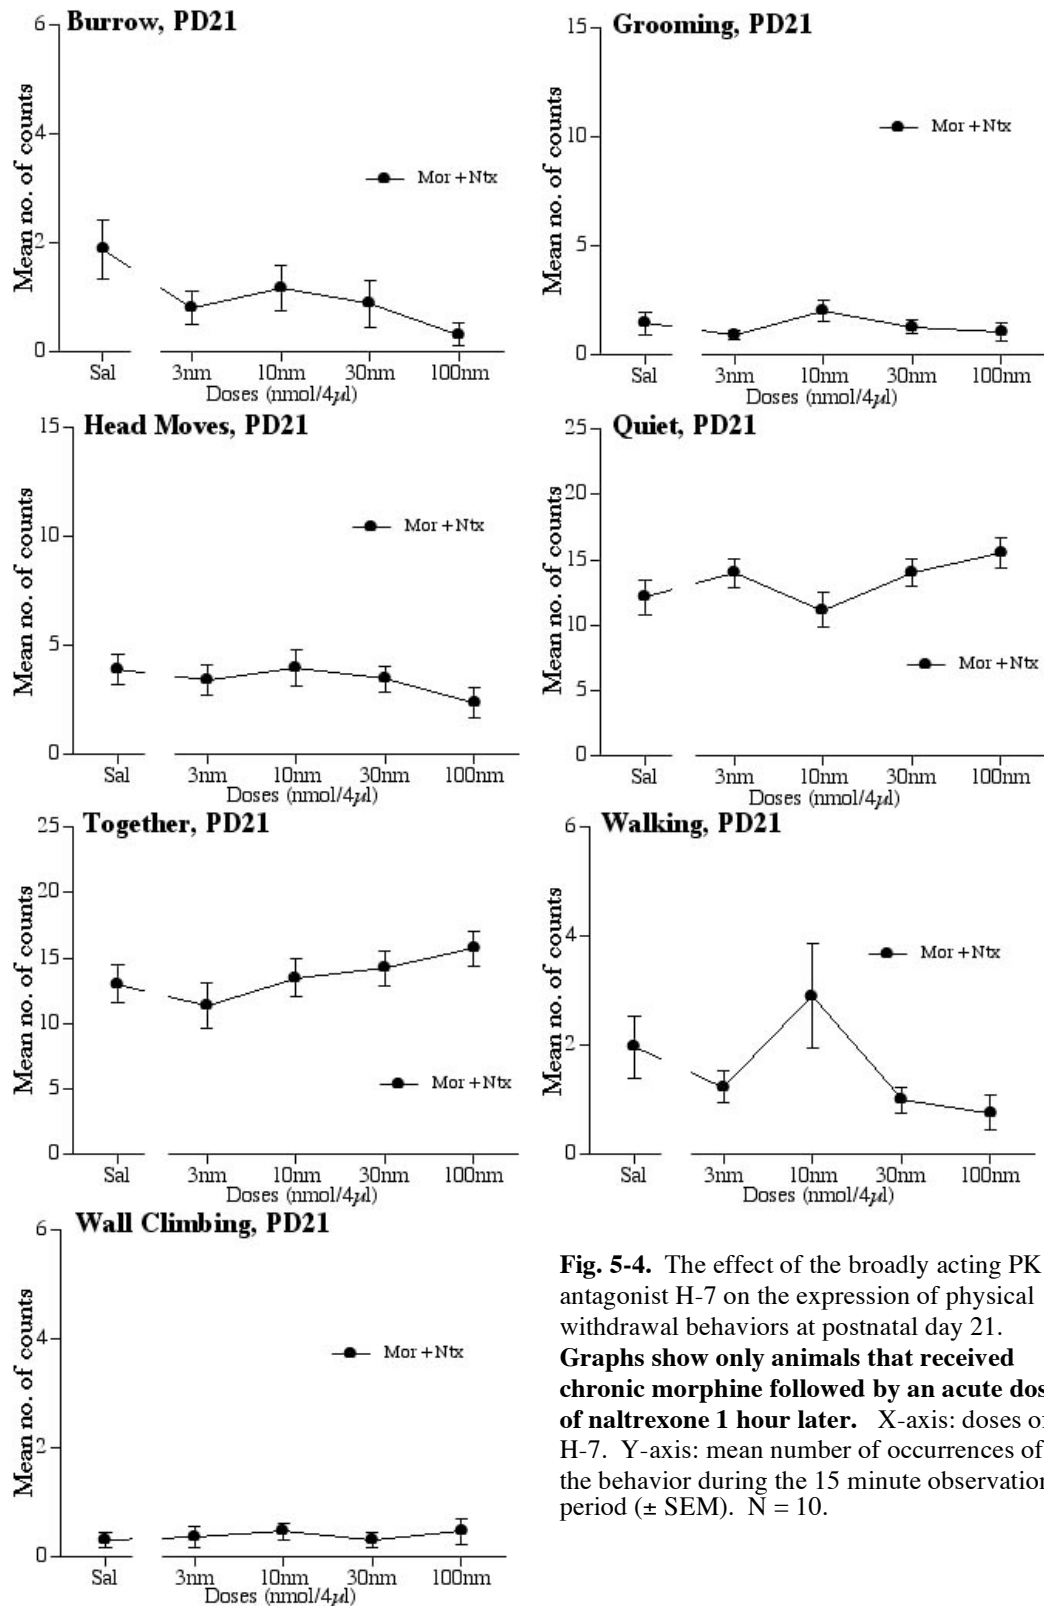 Burrow, PD21
Mean no. of counts
6
4
2
0
Mor+Ntx
Sal 3nm 10nm 30nm 100nm
Doses (nmol/4µl)
Grooming, PD21
Mean no. of counts
15
10
5
0
Mor+Ntx
Sal 3nm 10nm 30nm 100nm
Doses (nmol/4µl)
Head Moves, PD21
Mean no. of counts
15
10
5
0
Mor+Ntx
Sal 3nm 10nm 30nm 100nm
Doses (nmol/4µl)
Quiet, PD21
Mean no. of counts
25
20
15
10
5
0
Mor+Ntx
Sal 3nm 10nm 30nm 100nm
Doses (nmol/4µl)
Together, PD21
Mean no. of counts
25
20
15
10
5
0
Mor+Ntx
Sal 3nm 10nm 30nm 100nm
Doses (nmol/4µl)
Walking, PD21
Mean no. of counts
6
4
2
0
Mor+Ntx
Sal 3nm 10nm 30nm 100nm
Doses (nmol/4µl)
Wall Climbing, PD21
Mean no. of counts
6
4
2
0
Mor+Ntx
Sal 3nm 10nm 30nm 100nm
Doses (nmol/4µl)
Fig. 5-4. The effect of the broadly acting PK
antagonist H-7 on the expression of physical
withdrawal behaviors at postnatal day 21.
Graphs show only animals that received
chronic morphine followed by an acute dos
of naltrexone 1 hour later. X-axis: doses of
H-7. Y-axis: mean number of occurrences of
the behavior during the 15 minute observation
period (± SEM). N = 10.